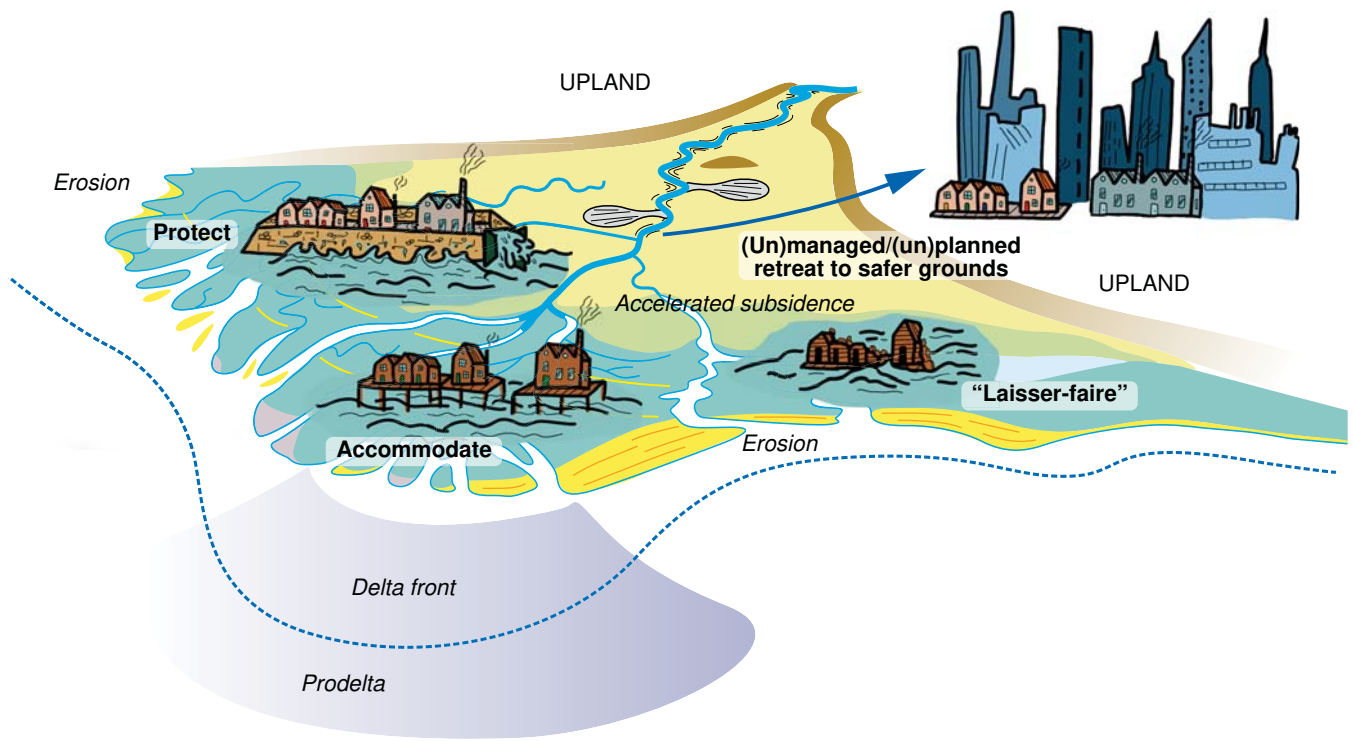 UPLAND
Erosion
Protect
(Un)managed/(un)planned
retreat to safer grounds
UPLAND
Accelerated subsidence
“Laisser-faire”
Accommodate
Erosion
Delta front
Prodelta